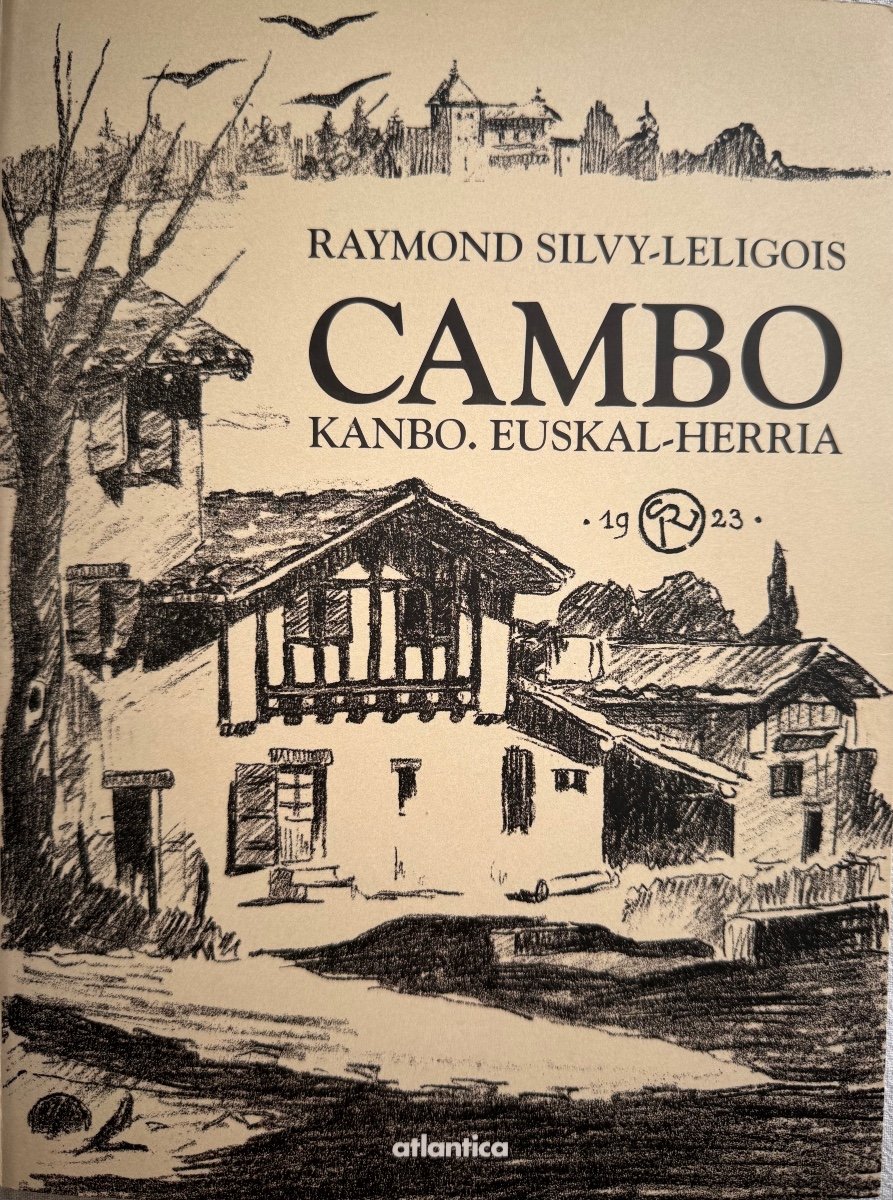 RAYMOND SILVY-LELIGOIS
CAMBO
KANBO. EUSKAL-HERRIA
· 19 23 ·
atlantica